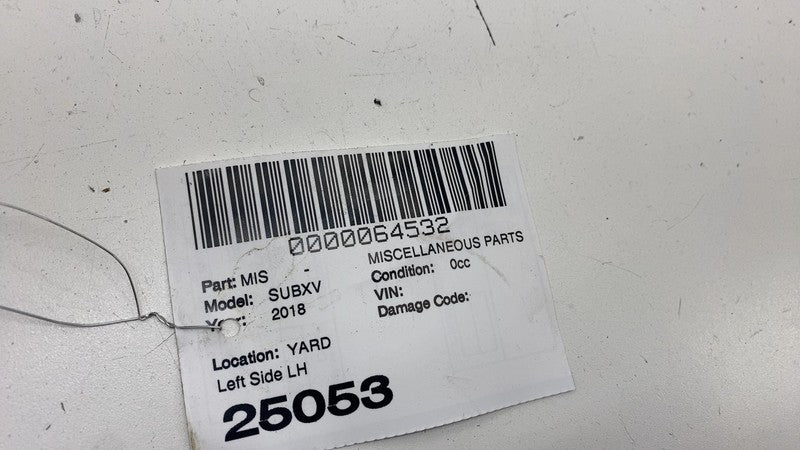 0000064532
MISCELLANEOUS PARTS
Part: MIS -
Condition: 0cc
Model: SUBXV
VIN:
Year: 2018
Damage Code:
Location: YARD
Left Side LH
25053